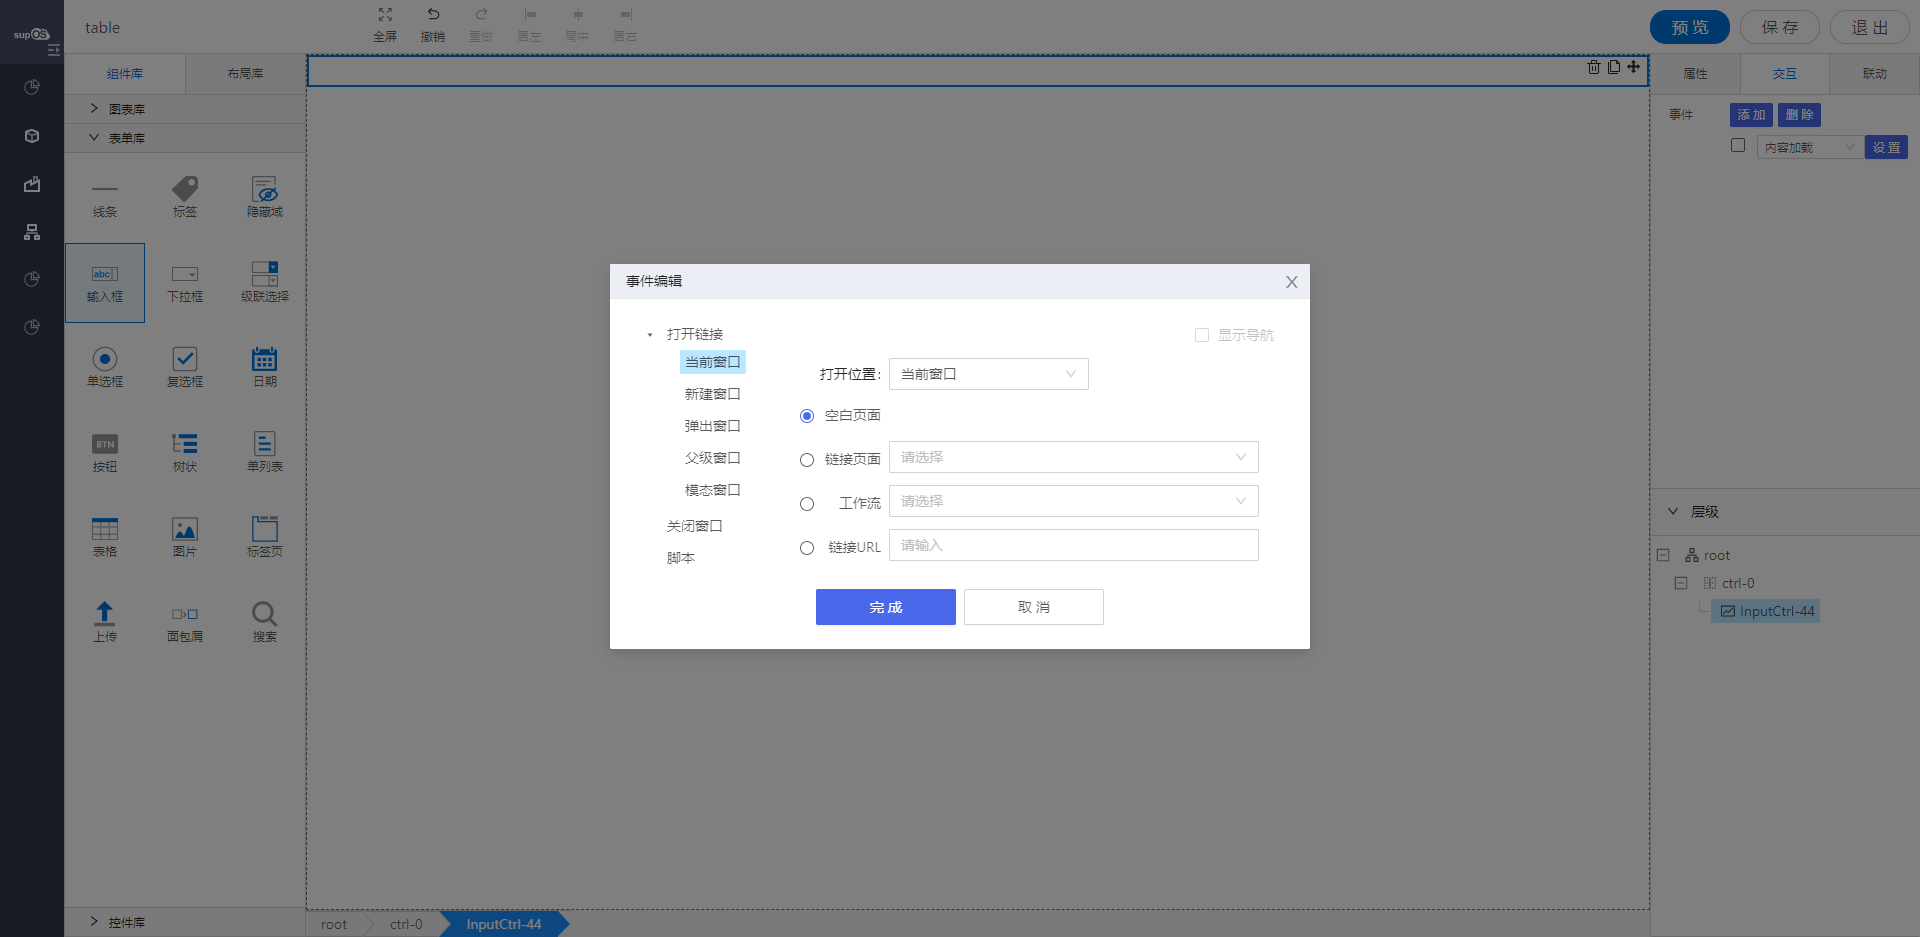 supOS
table
全屏
撤销
重做
居左
局中
居右
预览
保存
退出
组件库
布局库
图表库
表单库
线条
标签
隐藏域
abc
输入框
下拉框
级联选择
单选框
复选框
日期
BTN
按钮
树状
单列表
表格
图片
标签页
上传
面包屑
搜索
控件库
事件编辑
X
打开链接
当前窗口
新建窗口
弹出窗口
父级窗口
模态窗口
关闭窗口
脚本
显示导航
打开位置:
当前窗口
空白页面
链接页面
请选择
工作流
请选择
链接URL
请输入
完成
取消
属性
交互
联动
事件
添加
删除
内容加载
设置
层级
root
ctrl-0
InputCtrl-44
root
ctrl-0
InputCtrl-44